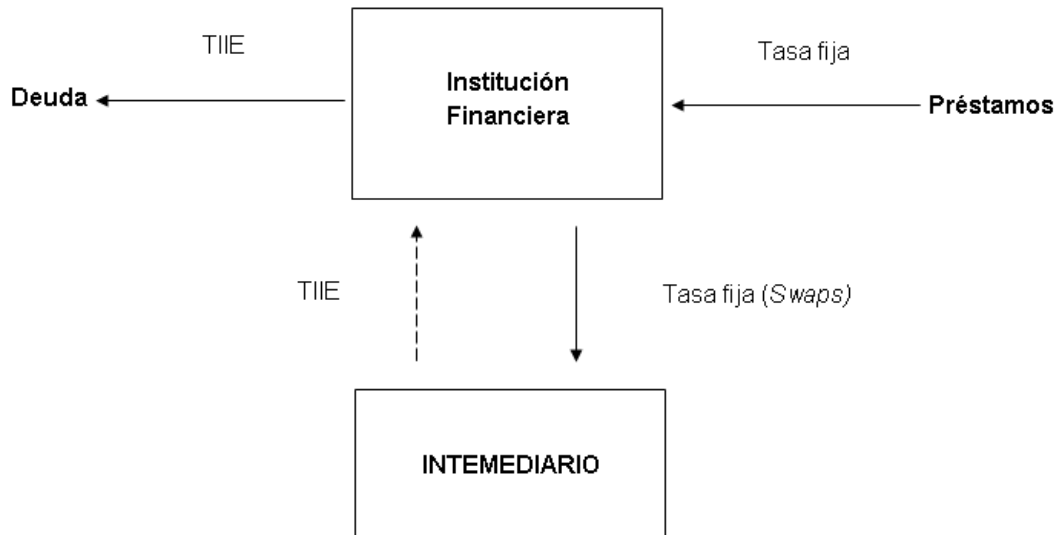 TIIE
Tasa fija
Institución
Financiera
Deuda
Préstamos
TIIE
Tasa fija (Swaps)
INTEMEDIARIO